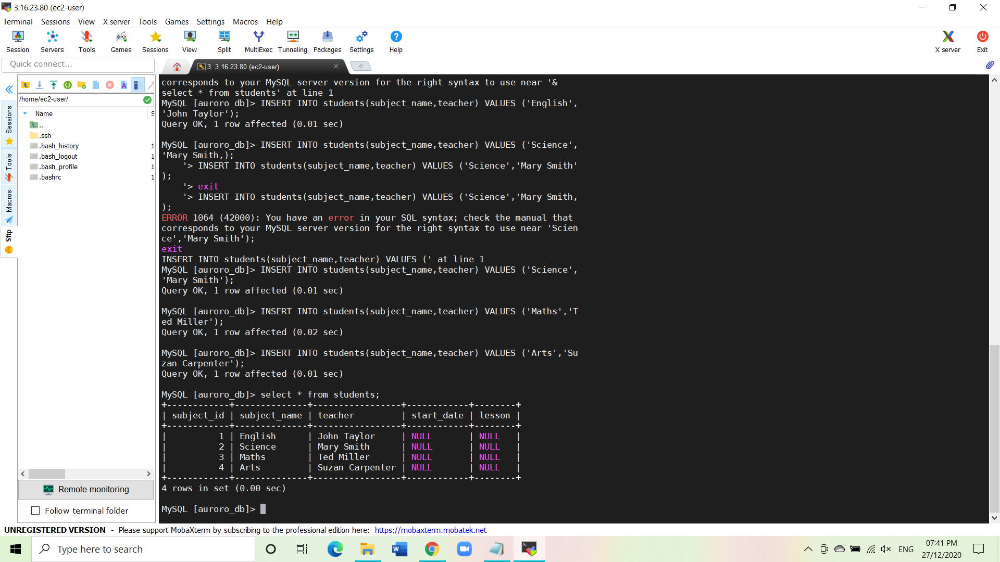 3.16.23.80 (ec2-user)
Terminal Sessions View X server Tools Games Settings Macros Help
Session Servers Tools Games Sessions View Split MultiExec Tunneling Packages Settings Help X server Exit
Quick connect...
3. 3.16.23.80 (ec2-user)
/home/ec2-user/
Name S
..
.ssh
.bash_history 1
.bash_logout 1
.bash_profile 1
.bashrc 1
Sessions
Tools
Macros
Sftp
Remote monitoring
Follow terminal folder
corresponds to your MySQL server version for the right syntax to use near '&
select * from students' at line 1
MySQL [auroro_db]> INSERT INTO students(subject_name,teacher) VALUES ('English',
'John Taylor');
Query OK, 1 row affected (0.01 sec)
MySQL [auroro_db]> INSERT INTO students(subject_name,teacher) VALUES ('Science',
'Mary Smith,);
'> INSERT INTO students(subject_name,teacher) VALUES ('Science','Mary Smith'
);
'> exit
'> INSERT INTO students(subject_name,teacher) VALUES ('Science','Mary Smith,
);
ERROR 1064 (42000): You have an error in your SQL syntax; check the manual that
corresponds to your MySQL server version for the right syntax to use near 'Scien
ce','Mary Smith');
exit
INSERT INTO students(subject_name,teacher) VALUES (' at line 1
MySQL [auroro_db]> INSERT INTO students(subject_name,teacher) VALUES ('Science',
'Mary Smith');
Query OK, 1 row affected (0.01 sec)
MySQL [auroro_db]> INSERT INTO students(subject_name,teacher) VALUES ('Maths','T
ed Miller');
Query OK, 1 row affected (0.02 sec)
MySQL [auroro_db]> INSERT INTO students(subject_name,teacher) VALUES ('Arts','Su
zan Carpenter');
Query OK, 1 row affected (0.01 sec)
MySQL [auroro_db]> select * from students;
+------------+--------------+-----------------+------------+--------+
| subject_id | subject_name | teacher         | start_date | lesson |
+------------+--------------+-----------------+------------+--------+
|          1 | English      | John Taylor     | NULL       | NULL   |
|          2 | Science      | Mary Smith      | NULL       | NULL   |
|          3 | Maths        | Ted Miller      | NULL       | NULL   |
|          4 | Arts         | Suzan Carpenter | NULL       | NULL   |
+------------+--------------+-----------------+------------+--------+
4 rows in set (0.00 sec)
MySQL [auroro_db]>
UNREGISTERED VERSION - Please support MobaXterm by subscribing to the professional edition here: https://mobaxterm.mobatek.net
Type here to search
ENG
07:41 PM
27/12/2020